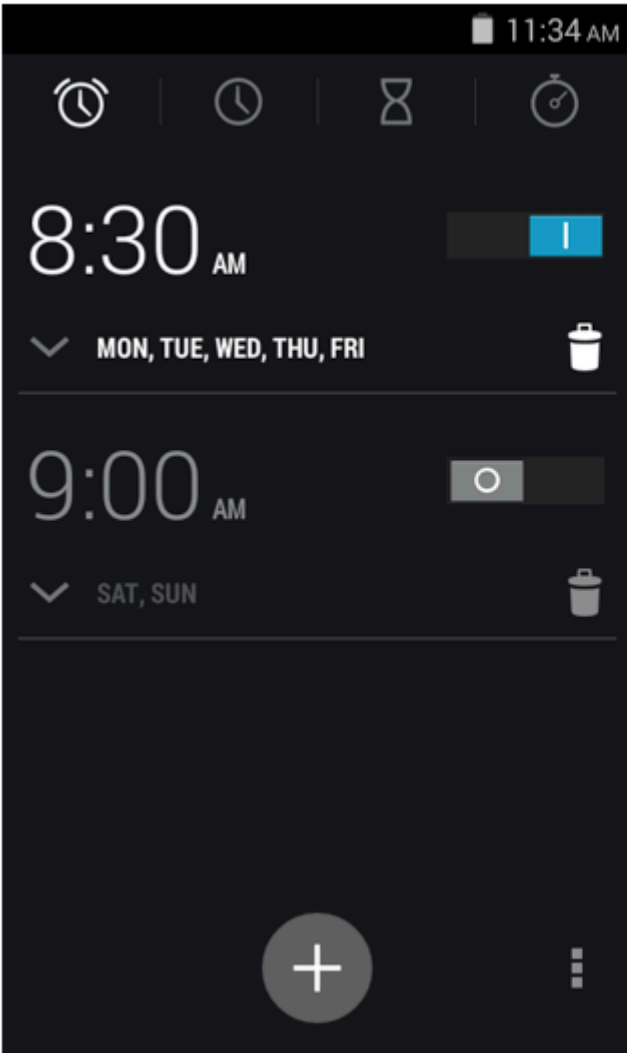 11:34 AM
8:30 AM
MON, TUE, WED, THU, FRI
9:00 AM
SAT, SUN